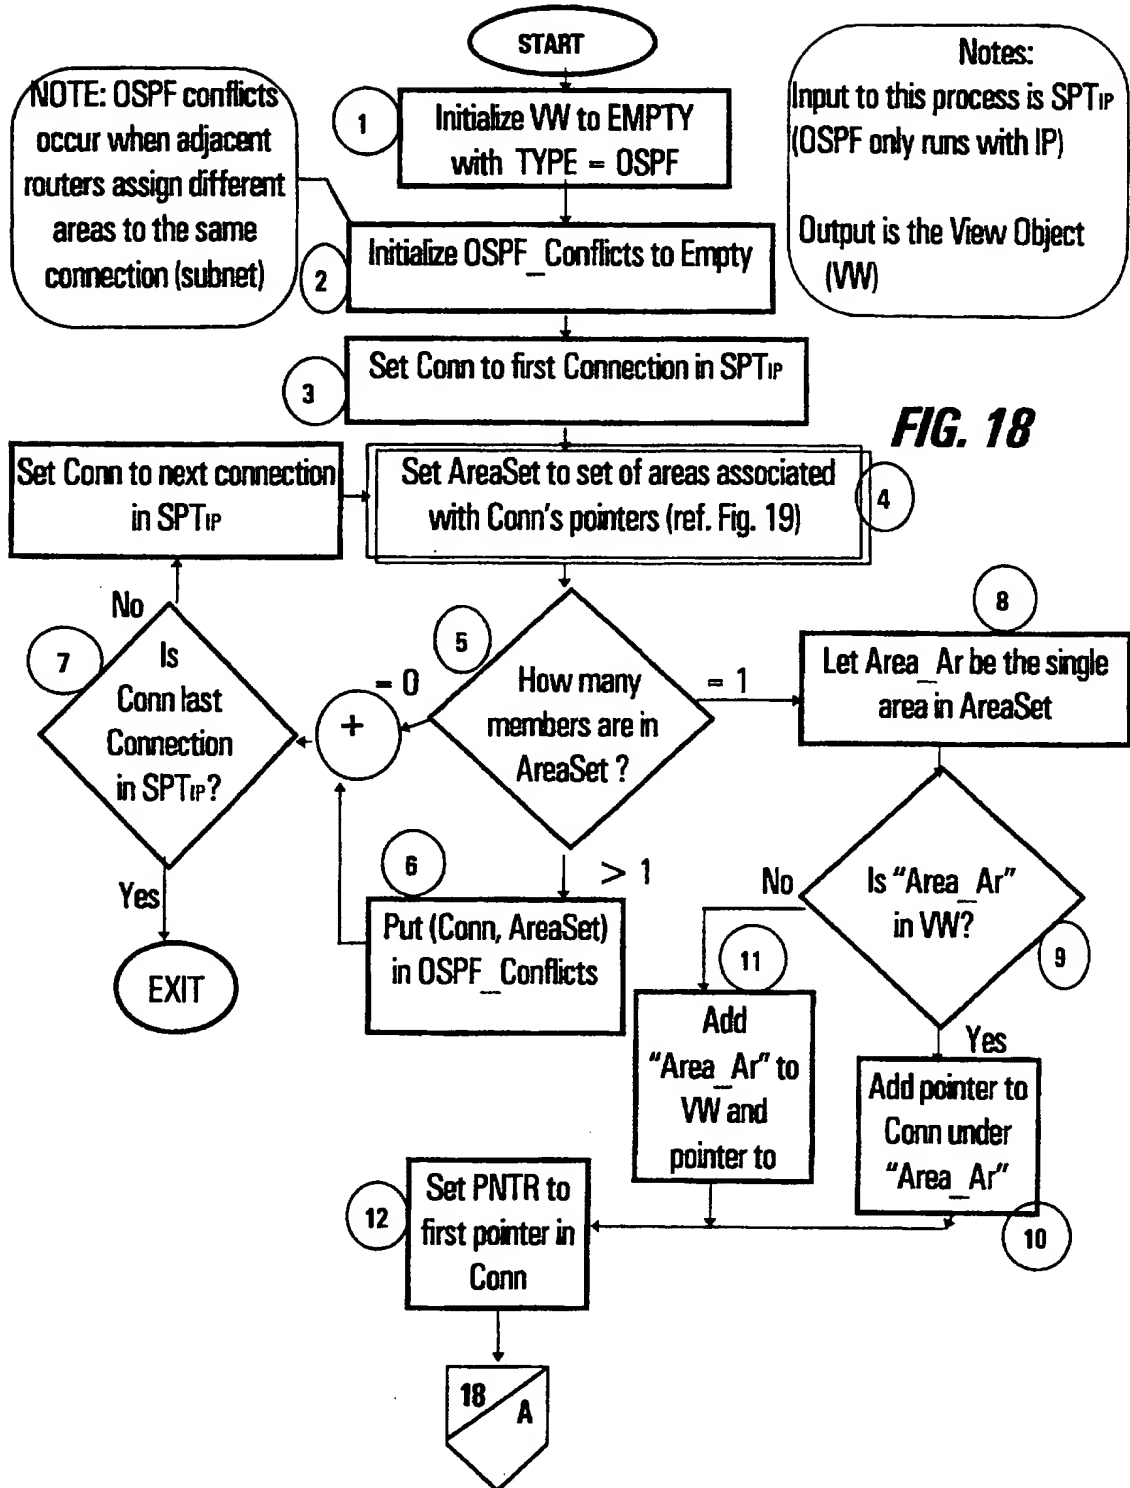 START
NOTE: OSPF conflicts
occur when adjacent
routers assign different
areas to the same
connection (subnet)
1
Initialize VW to EMPTY
with TYPE = OSPF
Notes:
Input to this process is SPTIP
(OSPF only runs with IP)
Output is the View Object
(VW)
2
Initialize OSPF_Conflicts to Empty
3
Set Conn to first Connection in SPTIP
FIG. 18
Set Conn to next connection
in SPTIP
Set AreaSet to set of areas associated
with Conn's pointers (ref. Fig. 19)
4
No
7
Is
Conn last
Connection
in SPTIP?
Yes
EXIT
+
= 0
5
How many
members are in
AreaSet ?
= 1
> 1
6
Put (Conn, AreaSet)
in OSPF_Conflicts
8
Let Area_Ar be the single
area in AreaSet
No
Is "Area_Ar"
in VW?
9
Yes
11
Add
"Area_Ar" to
VW and
pointer to
Add pointer to
Conn under
"Area_Ar"
10
12
Set PNTR to
first pointer in
Conn
18
A